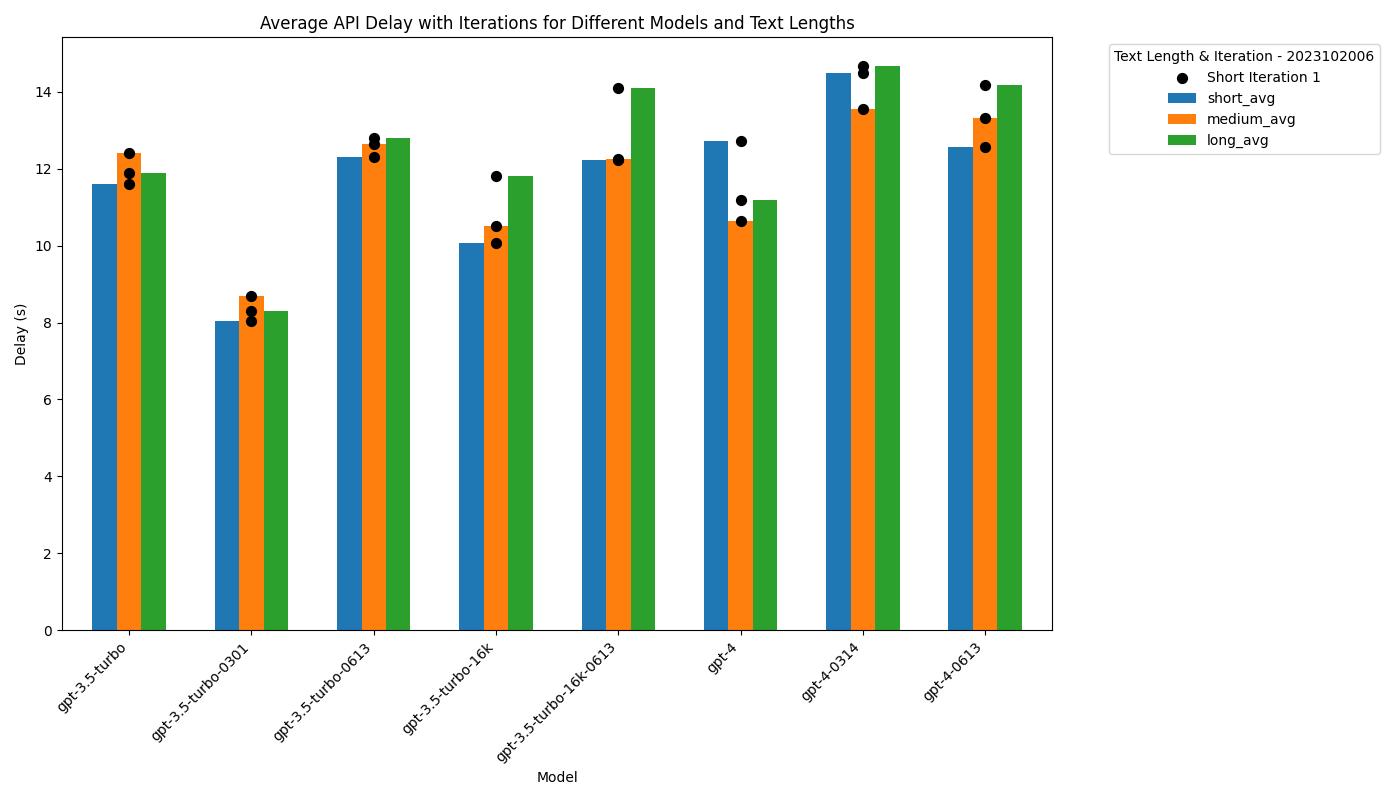 Average API Delay with Iterations for Different Models and Text Lengths
Text Length & Iteration - 2023102006
Short Iteration 1
short_avg
medium_avg
long_avg
Delay (s)
14
12
10
8
6
4
2
0
gpt-3.5-turbo
gpt-3.5-turbo-0301
gpt-3.5-turbo-0613
gpt-3.5-turbo-16k
gpt-3.5-turbo-16k-0613
gpt-4
gpt-4-0314
gpt-4-0613
Model